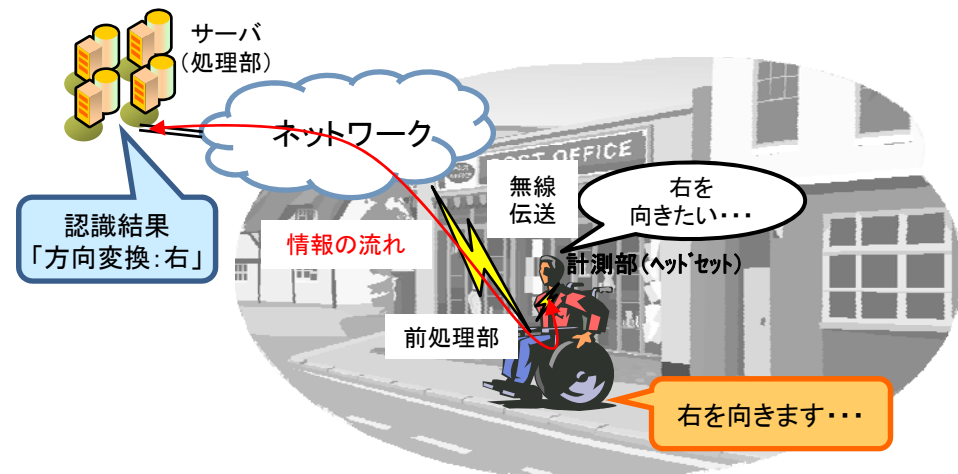 サーバ
(処理部)
ネットワーク
POST OFFICE
無線
伝送
右を
向きたい・・・
認識結果
「方向変換:右」
情報の流れ
計測部(ﾍｯﾄﾞｾｯﾄ)
前処理部
右を向きます・・・